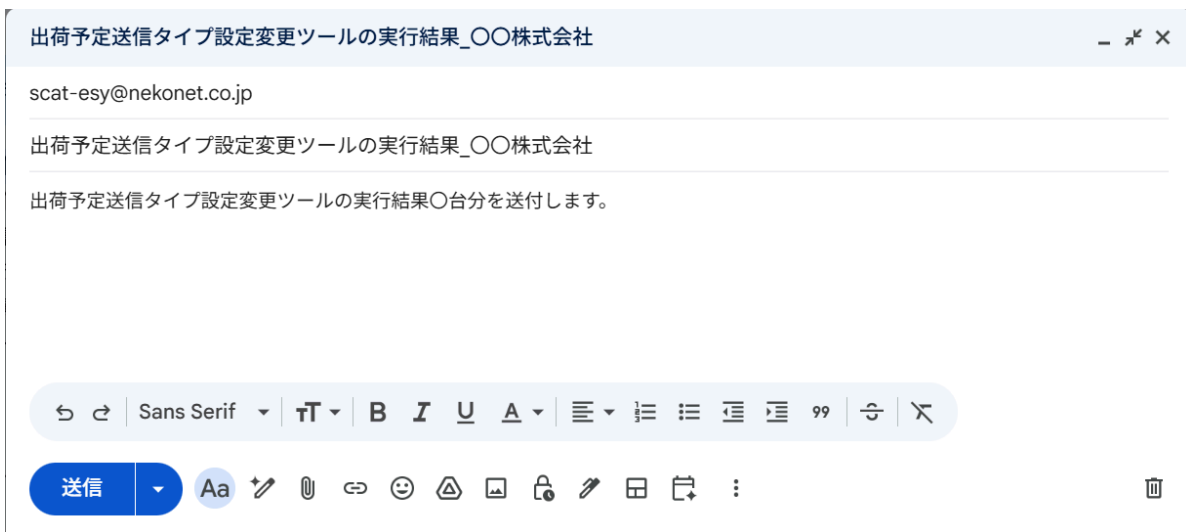 出荷予定送信タイプ設定変更ツールの実行結果_〇〇株式会社
scat-esy@nekonet.co.jp
出荷予定送信タイプ設定変更ツールの実行結果_〇〇株式会社
出荷予定送信タイプ設定変更ツールの実行結果〇台分を送付します。
Sans Serif
送信